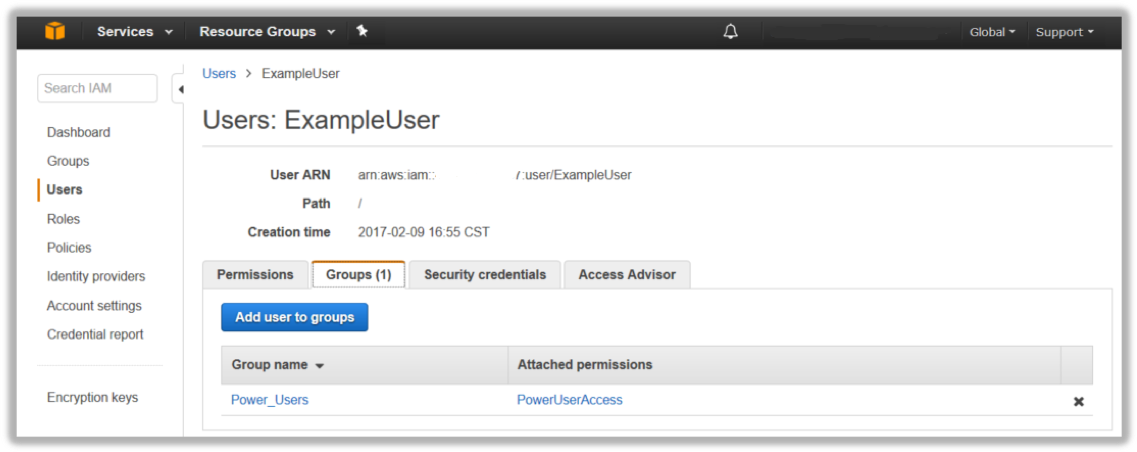 Services Resource Groups Global Support
Search IAM
Dashboard
Groups
Users
Roles
Policies
Identity providers
Account settings
Credential report
Encryption keys
Users > ExampleUser
Users: ExampleUser
User ARN arn:aws:iam:: :user/ExampleUser
Path /
Creation time 2017-02-09 16:55 CST
Permissions Groups (1) Security credentials Access Advisor
Add user to groups
Group name Attached permissions
Power_Users PowerUserAccess